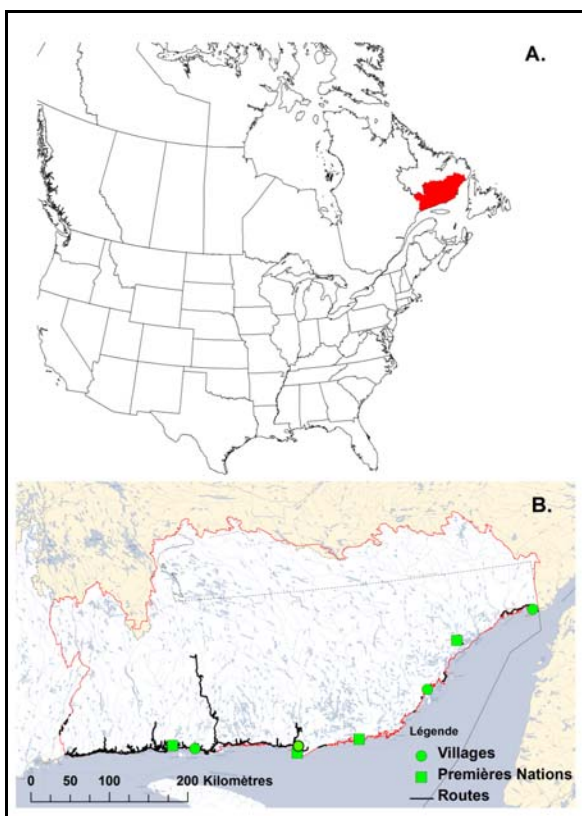 A.
B.
Légende
Villages
Premières Nations
Routes
0 50 100 200 Kilomètres